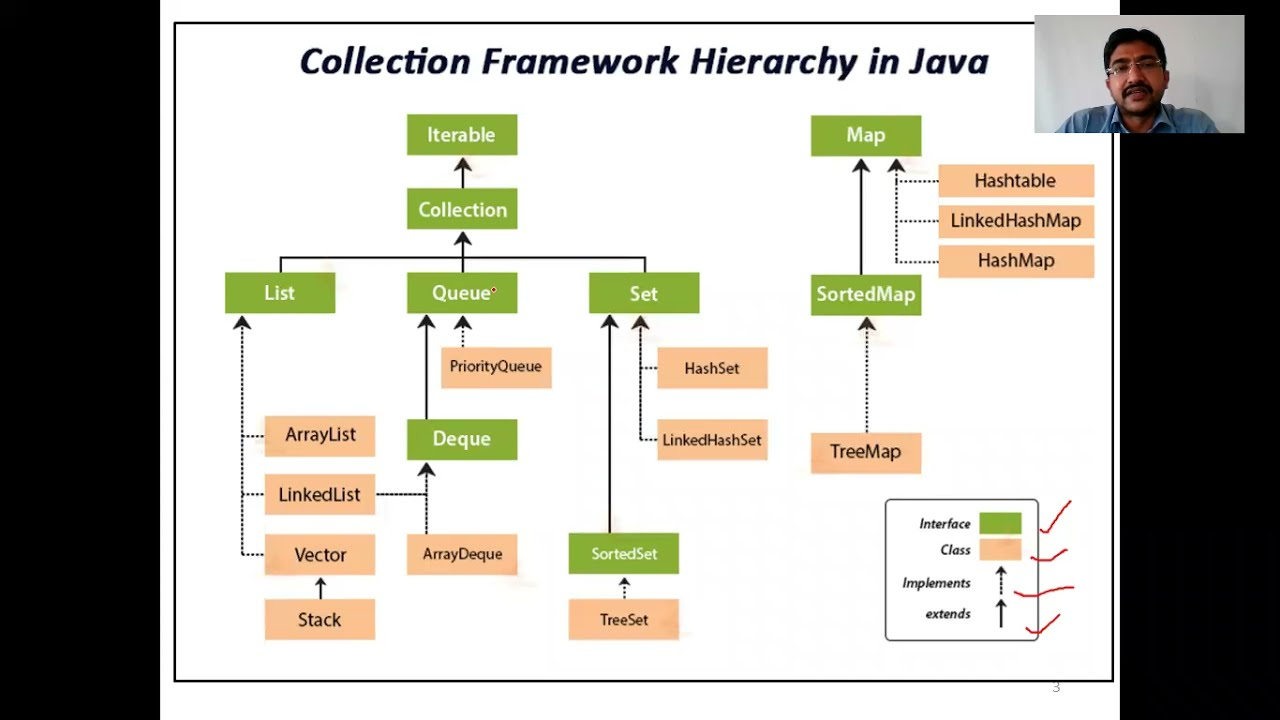 Collection Framework Hierarchy in Java
Iterable
Map
Hashtable
Collection
LinkedHashMap
HashMap
List
Queue
Set
SortedMap
PriorityQueue
HashSet
ArrayList
Deque
LinkedHashSet
TreeMap
LinkedList
Interface
Vector
ArrayDeque
SortedSet
Class
Implements
extends
Stack
TreeSet
3